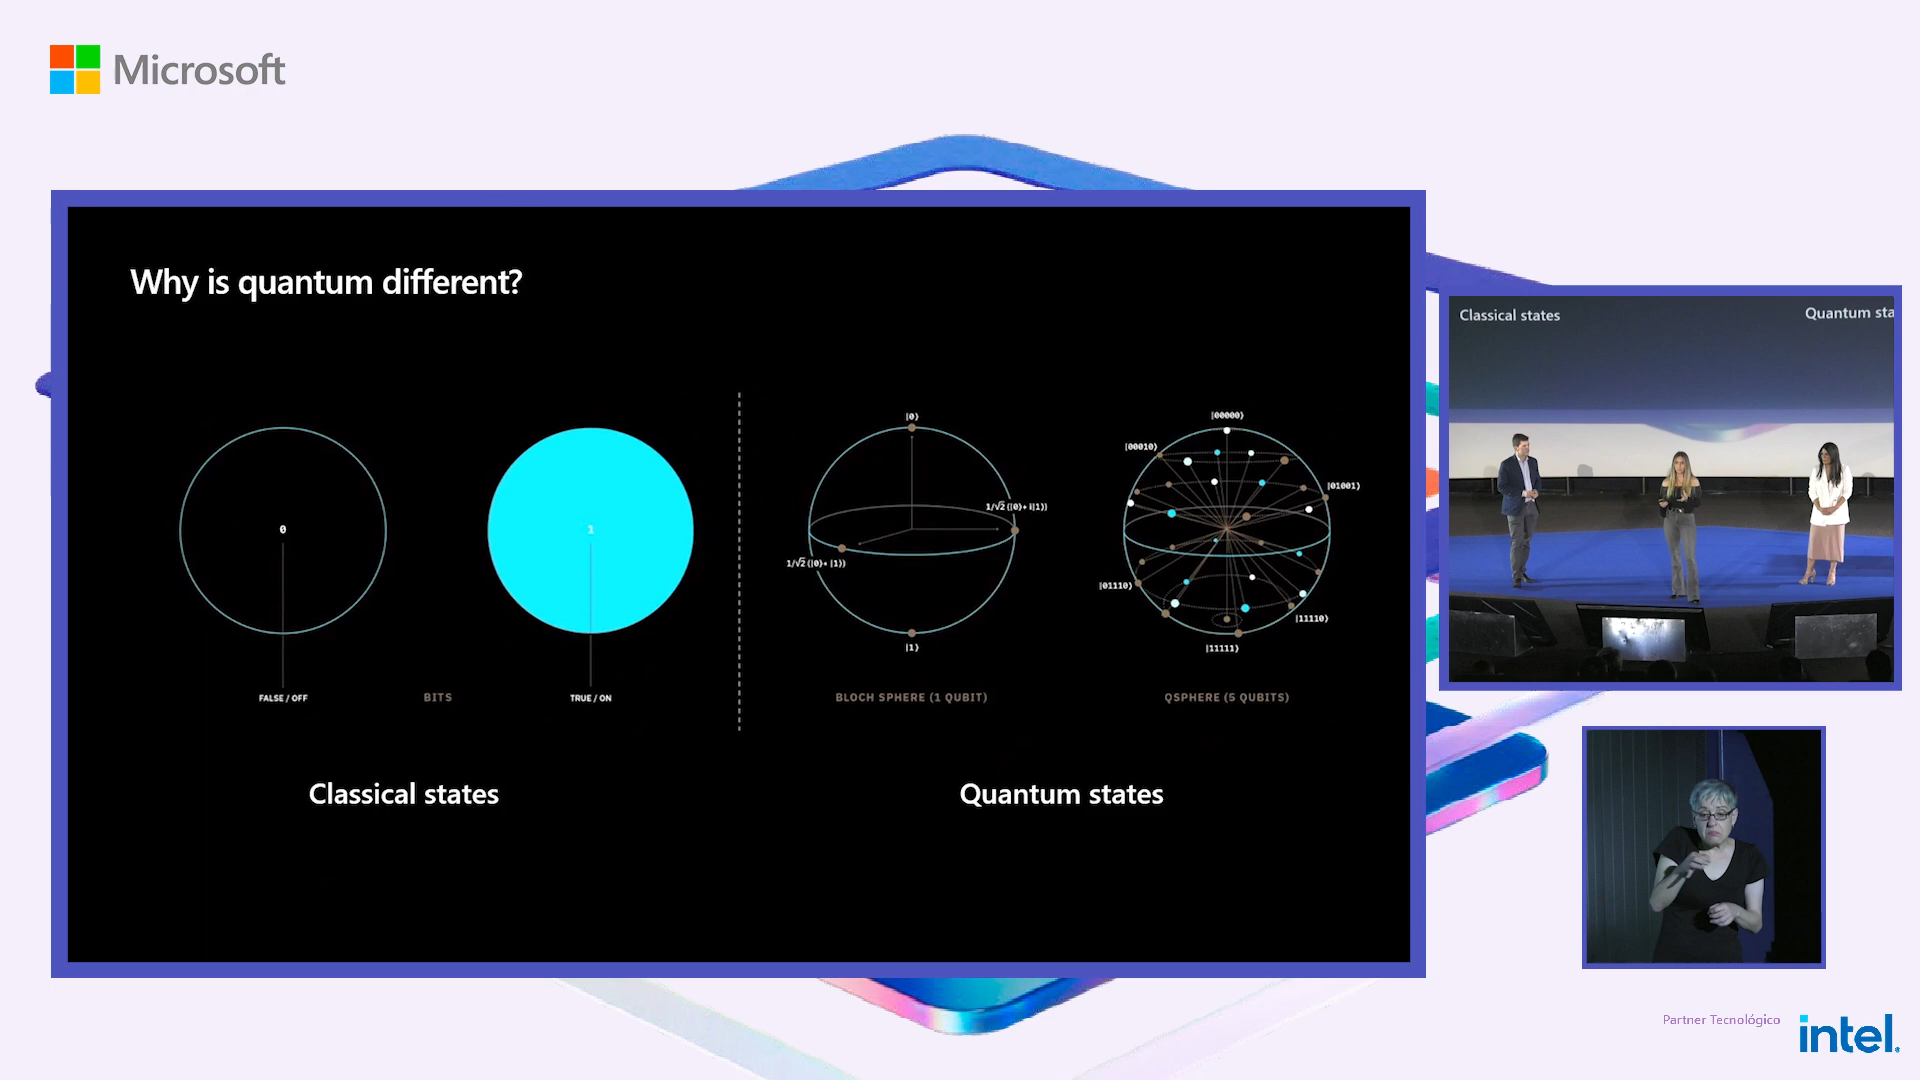 Microsoft
Why is quantum different?
0
1
FALSE / OFF
BITS
TRUE / ON
|0⟩
1/√2 (|0⟩+ i|1⟩)
1/√2 (|0⟩+ |1⟩)
|1⟩
BLOCH SPHERE (1 QUBIT)
|00000⟩
|00010⟩
|01001⟩
|01110⟩
|11110⟩
|11111⟩
QSPHERE (5 QUBITS)
Classical states
Quantum states
Classical states
Quantum sta
Partner Tecnológico
intel.